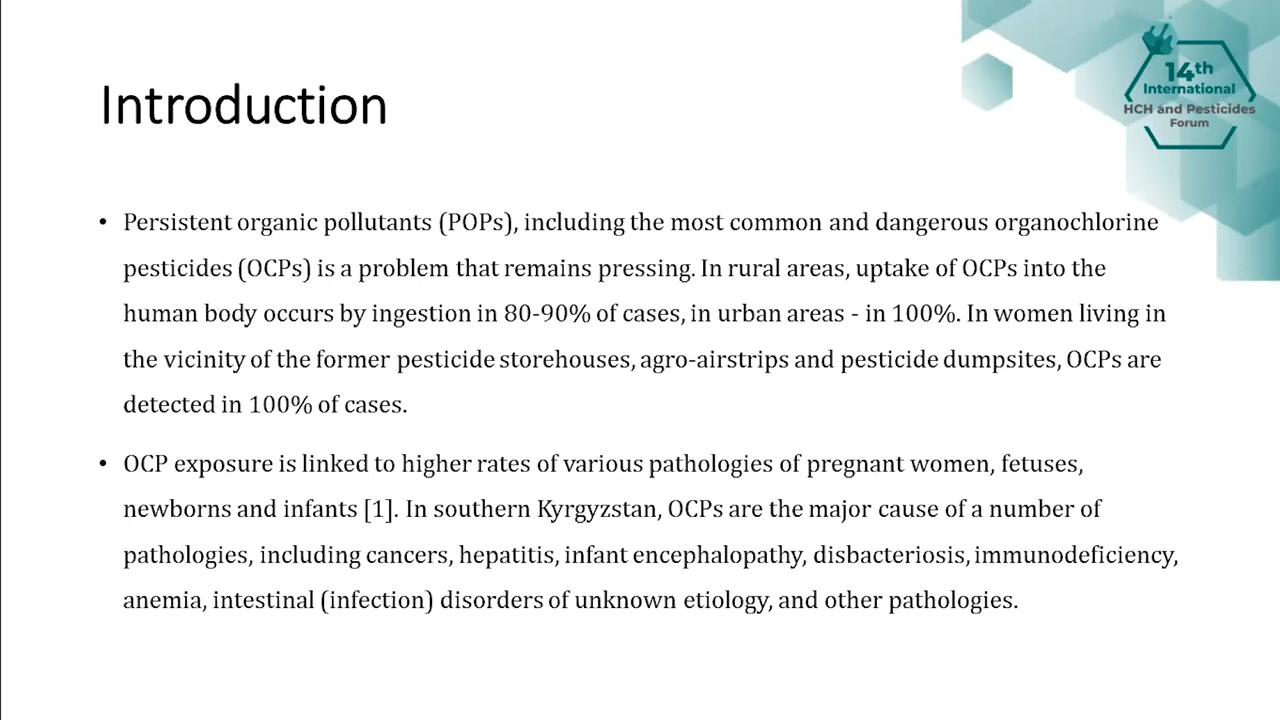 Introduction
14th
International
HCH and Pesticides
Forum
• Persistent organic pollutants (POPs), including the most common and dangerous organochlorine
pesticides (OCPs) is a problem that remains pressing. In rural areas, uptake of OCPs into the
human body occurs by ingestion in 80-90% of cases, in urban areas - in 100%. In women living in
the vicinity of the former pesticide storehouses, agro-airstrips and pesticide dumpsites, OCPs are
detected in 100% of cases.
• OCP exposure is linked to higher rates of various pathologies of pregnant women, fetuses,
newborns and infants [1]. In southern Kyrgyzstan, OCPs are the major cause of a number of
pathologies, including cancers, hepatitis, infant encephalopathy, disbacteriosis, immunodeficiency,
anemia, intestinal (infection) disorders of unknown etiology, and other pathologies.